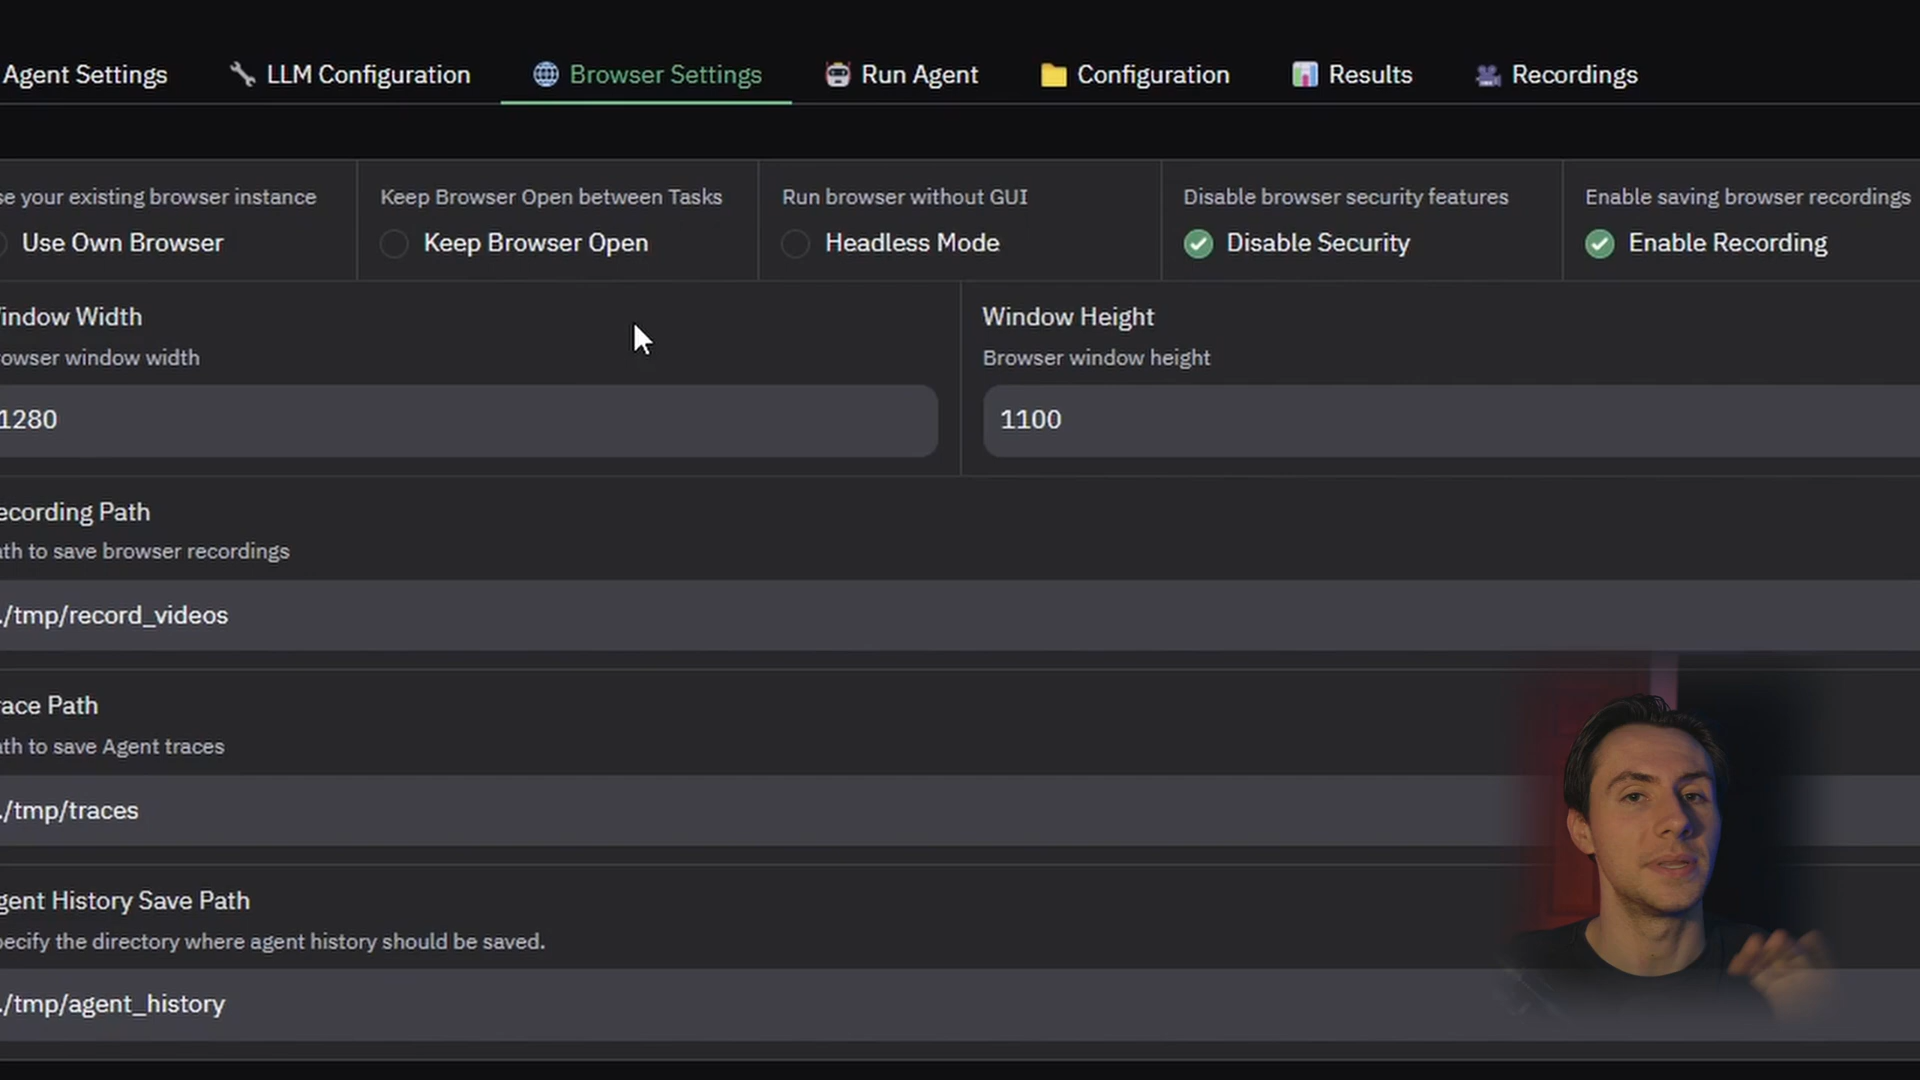 Agent Settings LLM Configuration Browser Settings Run Agent Configuration Results Recordings
se your existing browser instance Keep Browser Open between Tasks Run browser without GUI Disable browser security features Enable saving browser recordings
Use Own Browser Keep Browser Open Headless Mode Disable Security Enable Recording
indow Width Window Height
owser window width Browser window height
1280 1100
ecording Path
ath to save browser recordings
./tmp/record_videos
race Path
ath to save Agent traces
./tmp/traces
gent History Save Path
pecify the directory where agent history should be saved.
./tmp/agent_history